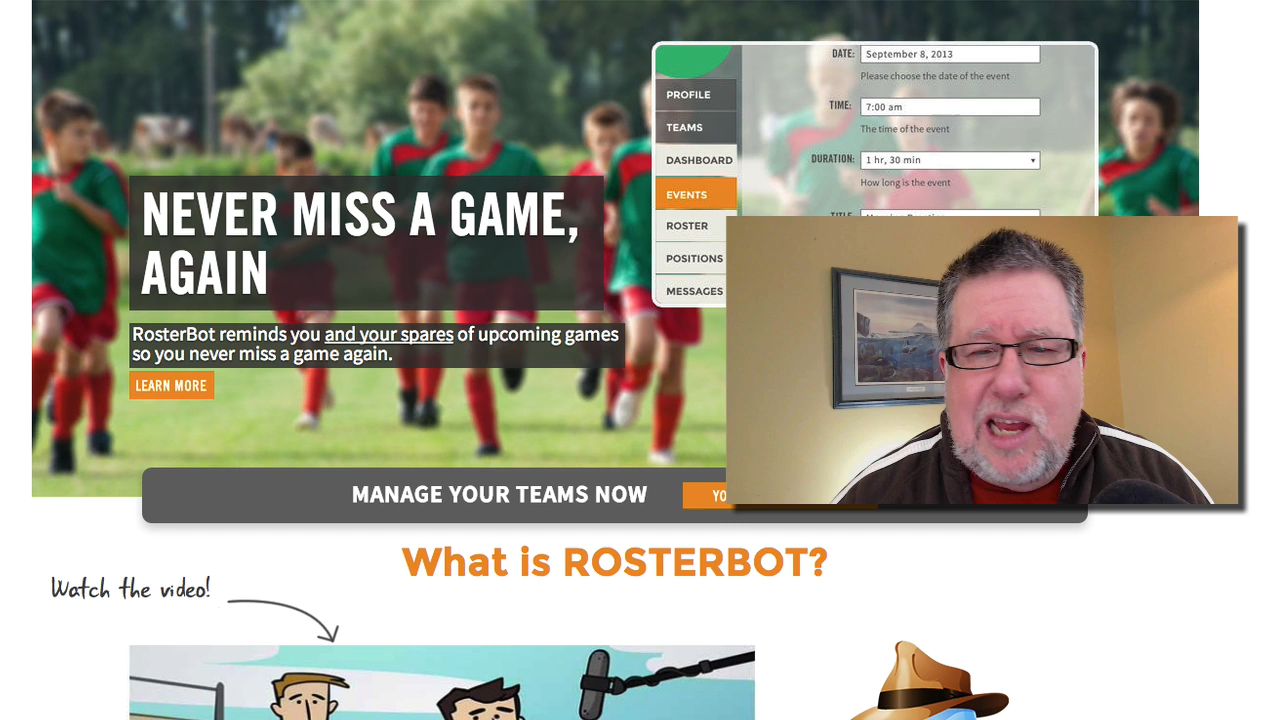 NEVER MISS A GAME,
AGAIN
RosterBot reminds you and your spares of upcoming games
so you never miss a game again.
LEARN MORE
PROFILE
TEAMS
DASHBOARD
EVENTS
ROSTER
POSITIONS
MESSAGES
DATE: September 8, 2013
Please choose the date of the event
TIME: 7:00 am
The time of the event
DURATION: 1 hr, 30 min
How long is the event
MANAGE YOUR TEAMS NOW
What is ROSTERBOT?
Watch the video!